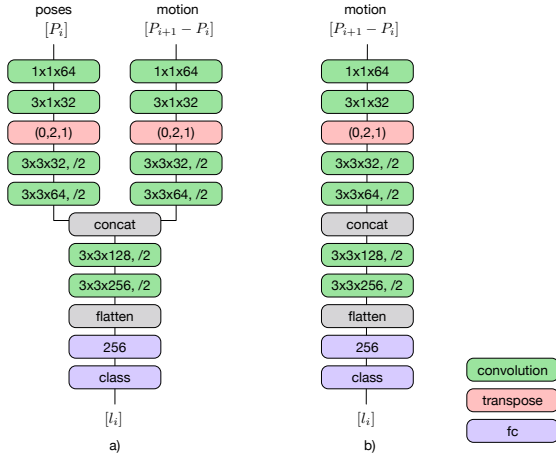 poses motion motion
[P_i] [P_{i+1} − P_i] [P_{i+1} − P_i]
1x1x64 1x1x64 1x1x64
3x1x32 3x1x32 3x1x32
(0,2,1) (0,2,1) (0,2,1)
3x3x32, /2 3x3x32, /2 3x3x32, /2
3x3x64, /2 3x3x64, /2 3x3x64, /2
concat concat
3x3x128, /2 3x3x128, /2
3x3x256, /2 3x3x256, /2
flatten flatten
256 256
class class
[l_i] [l_i]
a) b)
convolution
transpose
fc